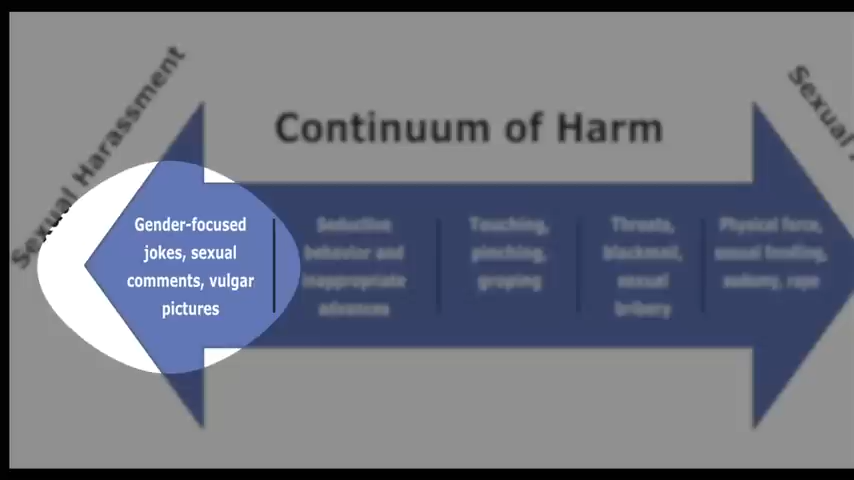 Sexual Harassment
Continuum of Harm
Sexual
Gender-focused
jokes, sexual
comments, vulgar
pictures
Seductive
behavior and
inappropriate
advances
Touching,
pinching,
groping
Threats,
blackmail,
sexual
bribery
Physical force,
sexual fondling,
sodomy, rape